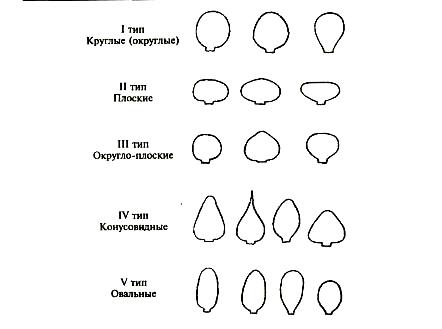 I тип
Круглые (округлые)
II тип
Плоские
III тип
Округло-плоские
IV тип
Конусовидные
V тип
Овальные